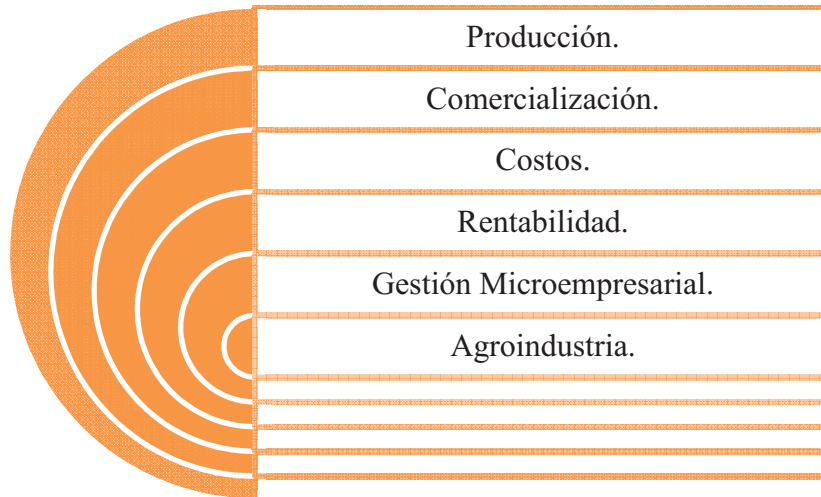 Producción.
Comercialización.
Costos.
Rentabilidad.
Gestión Microempresarial.
Agroindustria.